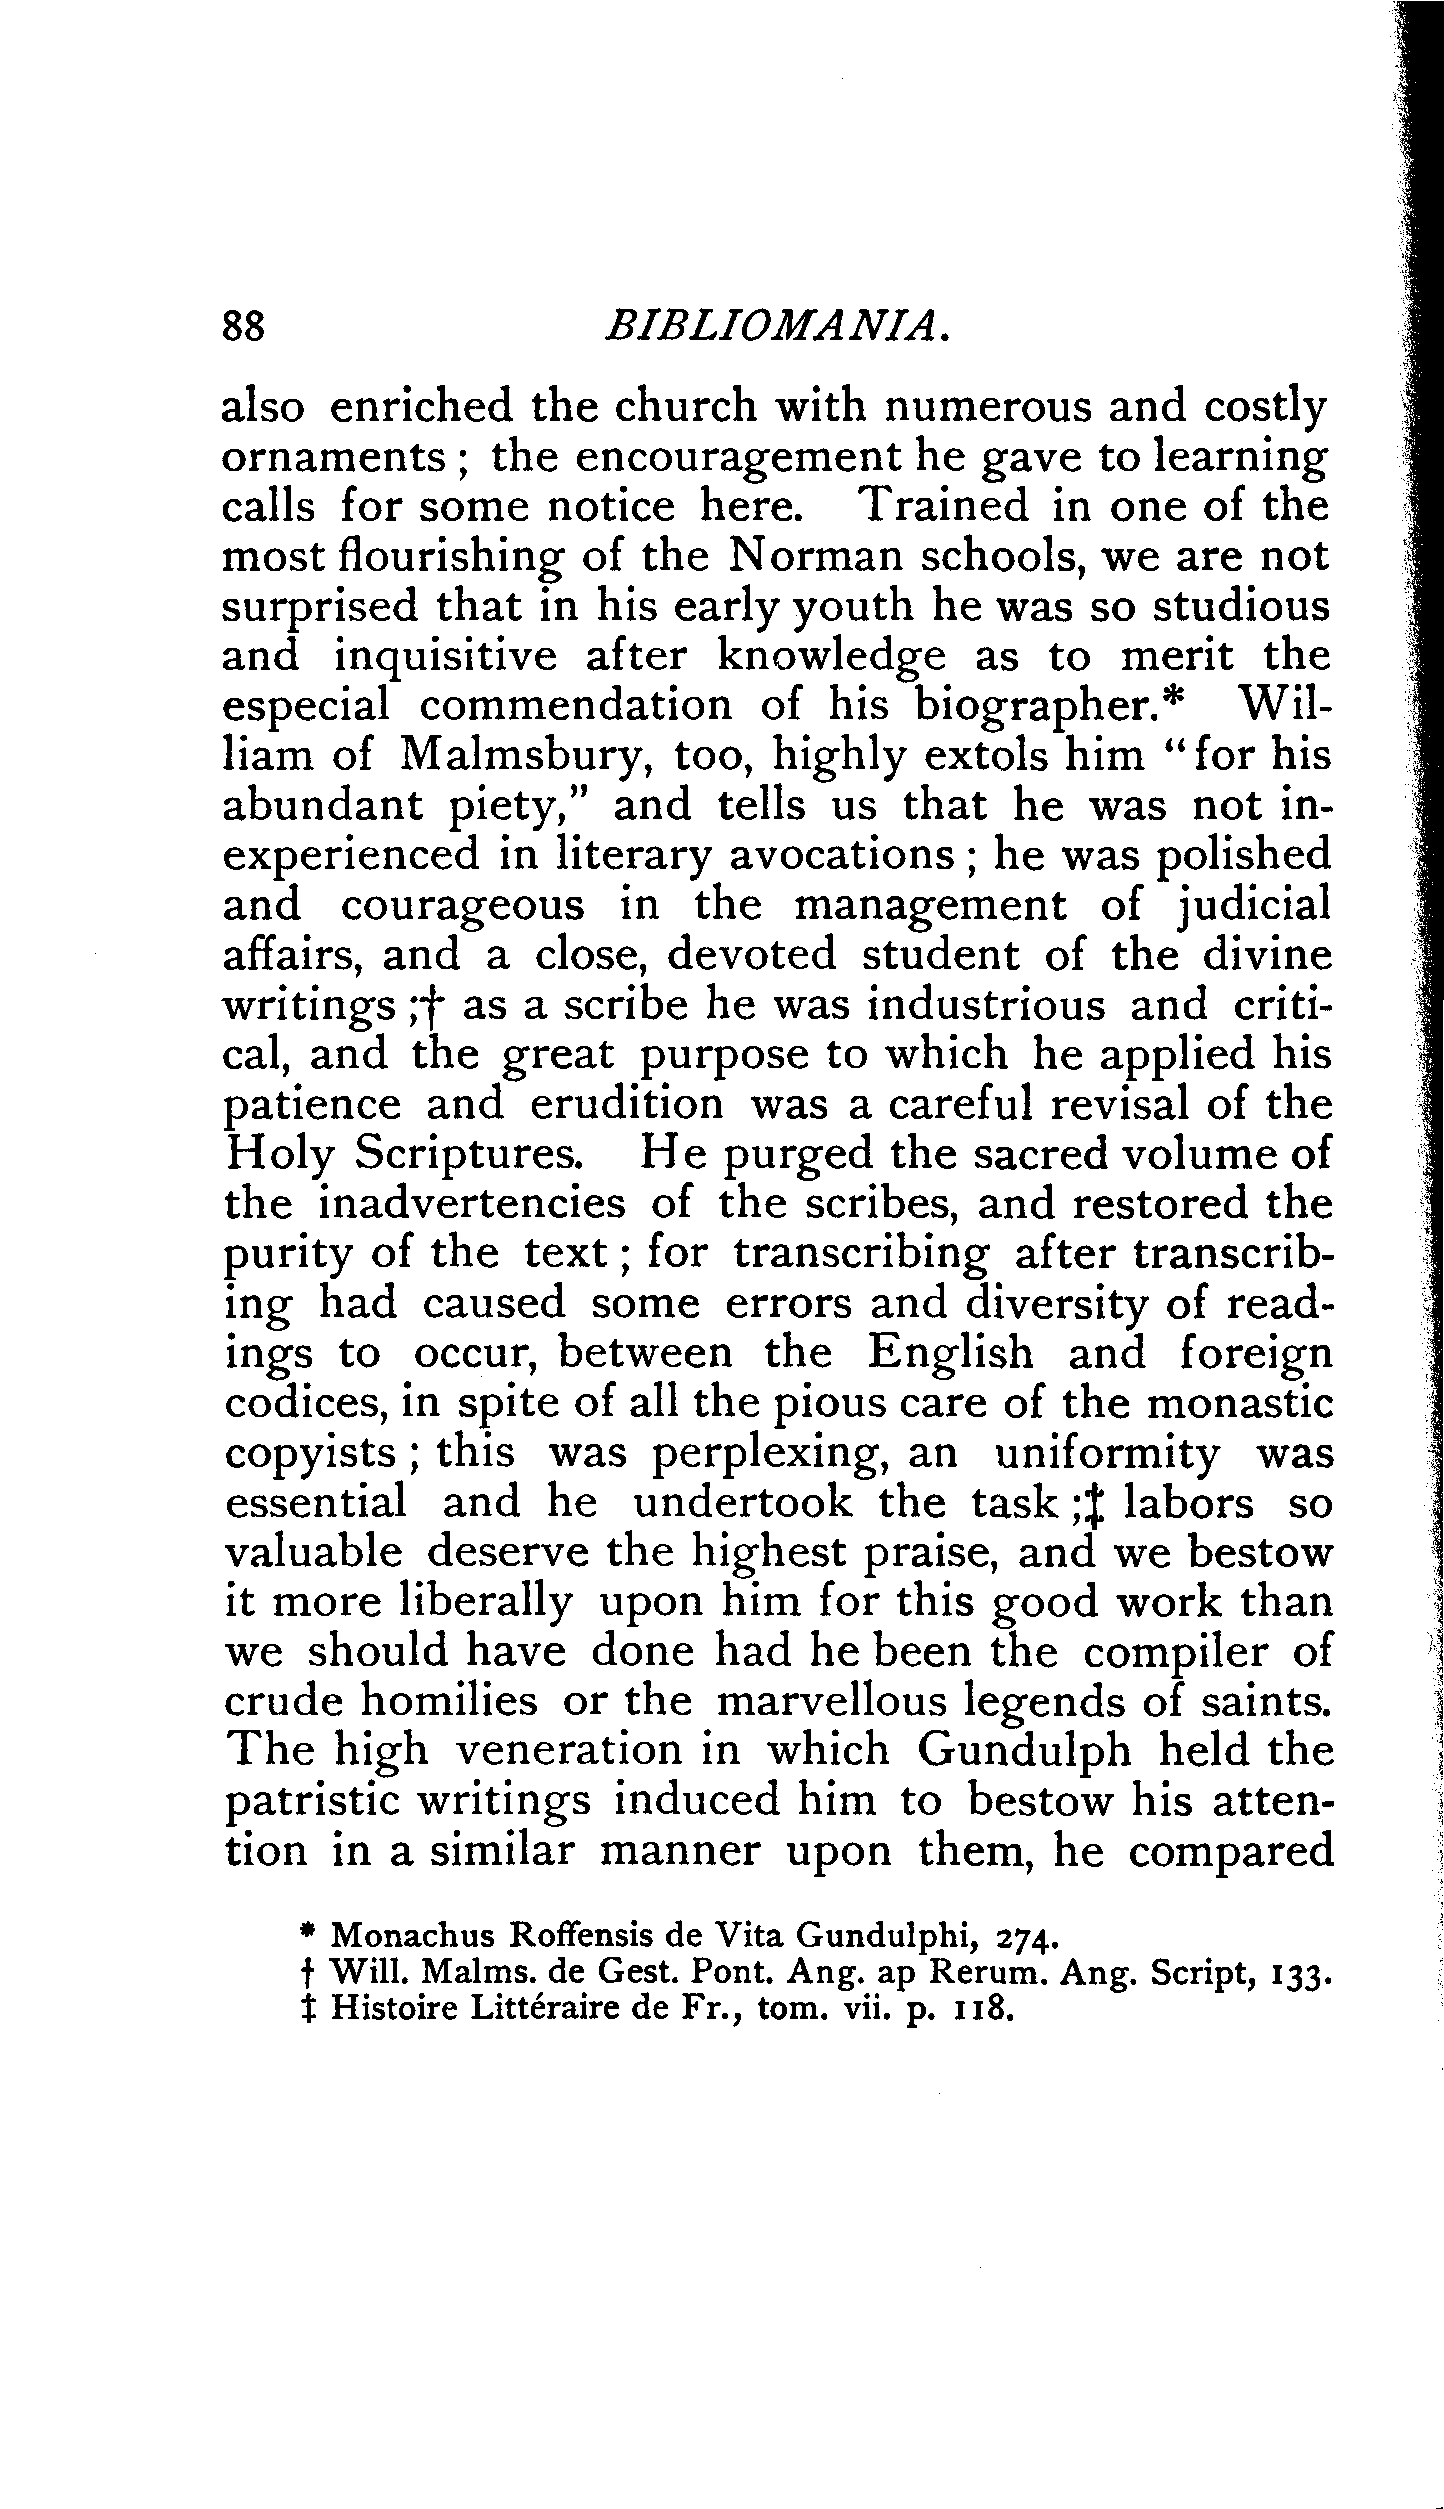 88 BIBLIOMANIA.
also enriched the church with numerous and costly
ornaments ; the encouragement he gave to learning
calls for some notice here. Trained in one of the
most flourishing of the Norman schools, we are not
surprised that in his early youth he was so studious
and inquisitive after knowledge as to merit the
especial commendation of his biographer.* Wil-
liam of Malmsbury, too, highly extols him “for his
abundant piety,” and tells us that he was not in-
experienced in literary avocations ; he was polished
and courageous in the management of judicial
affairs, and a close, devoted student of the divine
writings ;† as a scribe he was industrious and criti-
cal, and the great purpose to which he applied his
patience and erudition was a careful revisal of the
Holy Scriptures. He purged the sacred volume of
the inadvertencies of the scribes, and restored the
purity of the text ; for transcribing after transcrib-
ing had caused some errors and diversity of read-
ings to occur, between the English and foreign
codices, in spite of all the pious care of the monastic
copyists ; this was perplexing, an uniformity was
essential and he undertook the task ;‡ labors so
valuable deserve the highest praise, and we bestow
it more liberally upon him for this good work than
we should have done had he been the compiler of
crude homilies or the marvellous legends of saints.
The high veneration in which Gundulph held the
patristic writings induced him to bestow his atten-
tion in a similar manner upon them, he compared
* Monachus Roffensis de Vita Gundulphi, 274.
† Will. Malms. de Gest. Pont. Ang. ap Rerum. Ang. Script, 133.
‡ Histoire Littéraire de Fr., tom. vii. p. 118.